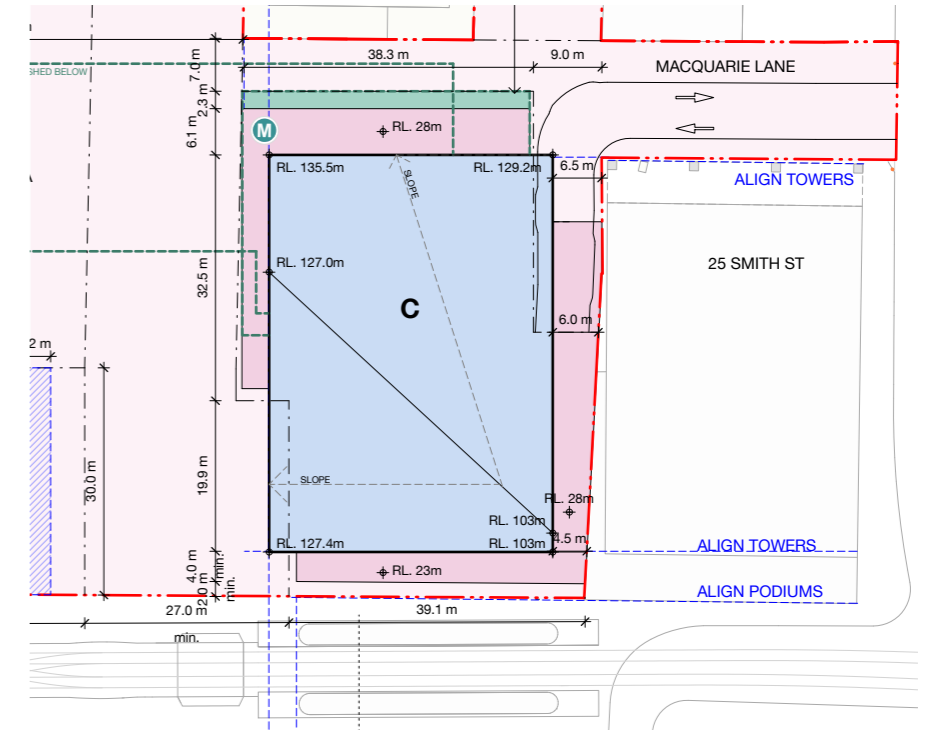 38.3 m
9.0 m
MACQUARIE LANE
7.0 m
SHED BELOW
2.3 m
6.1 m
M
RL. 28m
RL. 135.5m
RL. 129.2m
6.5 m
ALIGN TOWERS
SLOPE
RL. 127.0m
25 SMITH ST
32.5 m
C
6.0 m
2 m
19.9 m
30.0 m
SLOPE
RL. 28m
RL. 103m
RL. 127.4m
RL. 103m
4.5 m
ALIGN TOWERS
4.0 m
min.
RL. 23m
2.0 m
min.
ALIGN PODIUMS
27.0 m
39.1 m
min.